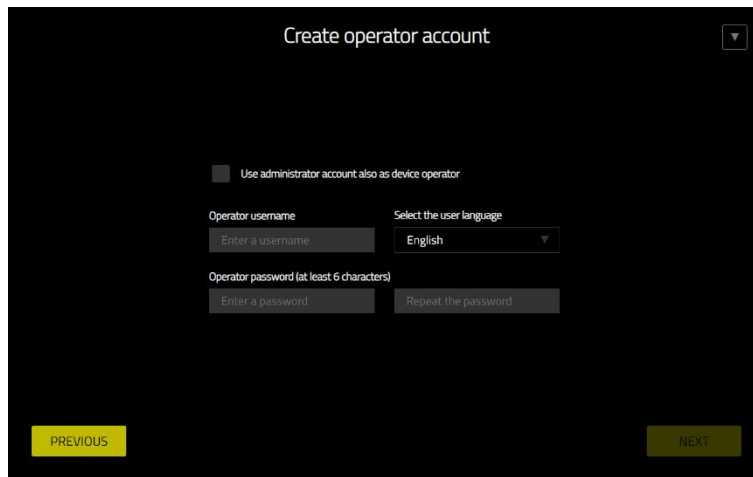 Create operator account
Use administrator account also as device operator
Operator username
Select the user language
Enter a username
English
Operator password (at least 6 characters)
Enter a password
Repeat the password
PREVIOUS
NEXT